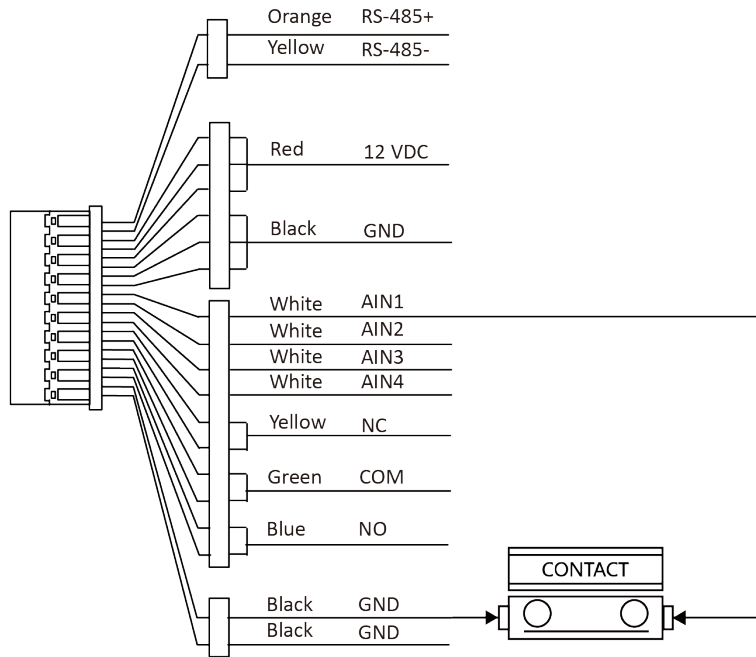 Orange RS-485+
Yellow RS-485-
Red 12 VDC
Black GND
White AIN1
White AIN2
White AIN3
White AIN4
Yellow NC
Green COM
Blue NO
CONTACT
Black GND
Black GND